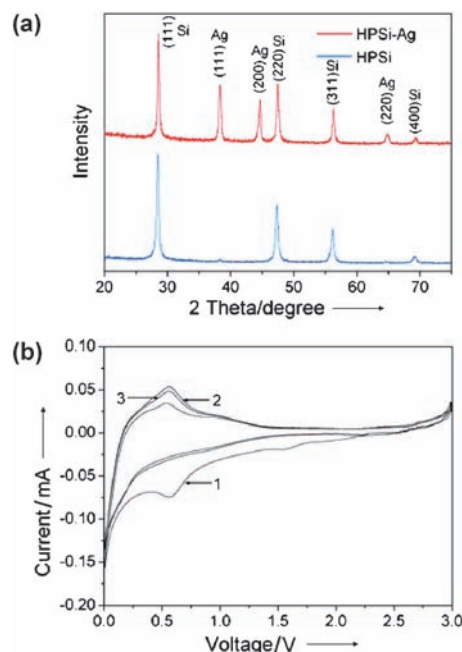 (a)
HPSi-Ag
HPSi
(111) Si
(111) Ag
(200) Ag
(220) Si
(311) Si
(220) Ag
(400) Si
Intensity
20 30 40 50 60 70
2 Theta/degree
(b)
0.10
0.05
0.00
-0.05
-0.10
-0.15
-0.20
3
2
1
Current/mA
0.0 0.5 1.0 1.5 2.0 2.5 3.0
Voltage/V